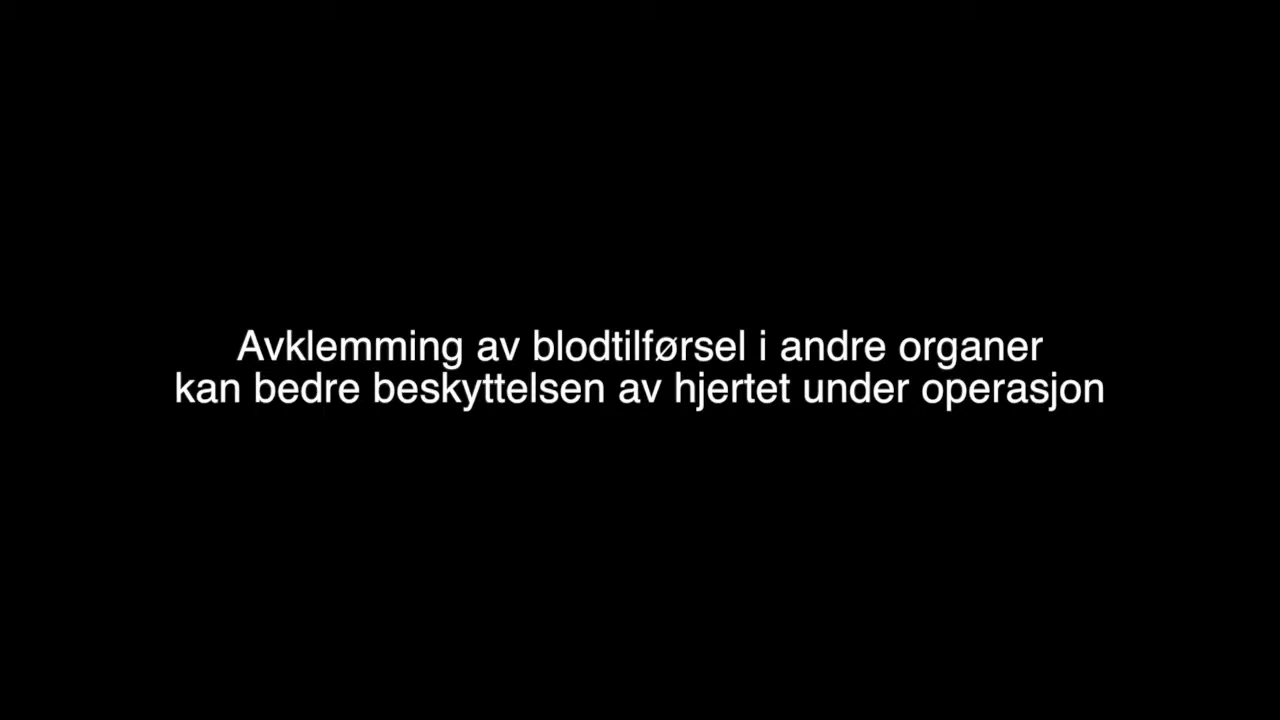 Avklemming av blodtilførsel i andre organer
kan bedre beskyttelsen av hjertet under operasjon